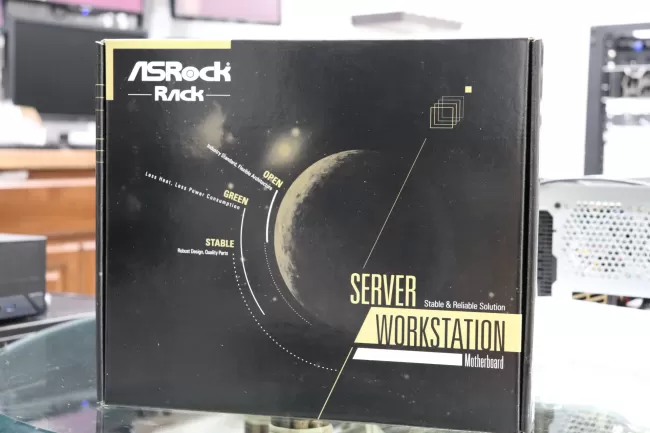 ASRock
Rack
Industry Standard, Flexible Architecture
OPEN
Less Heat, Less Power Consumption
GREEN
STABLE
Robust Design, Quality Parts
SERVER
Stable & Reliable Solution
WORKSTATION
Motherboard